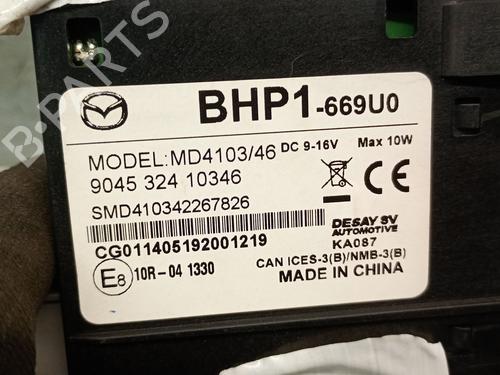 B-PARTS
BHP1-669U0
MODEL:MD4103/46 DC 9-16V Max 10W
9045 324 10346
SMD410342267826
CG011405192001219
DESAY SV
AUTOMOTIVE
KA087
E8 10R-04 1330
CAN ICES-3(B)/NMB-3(B)
MADE IN CHINA